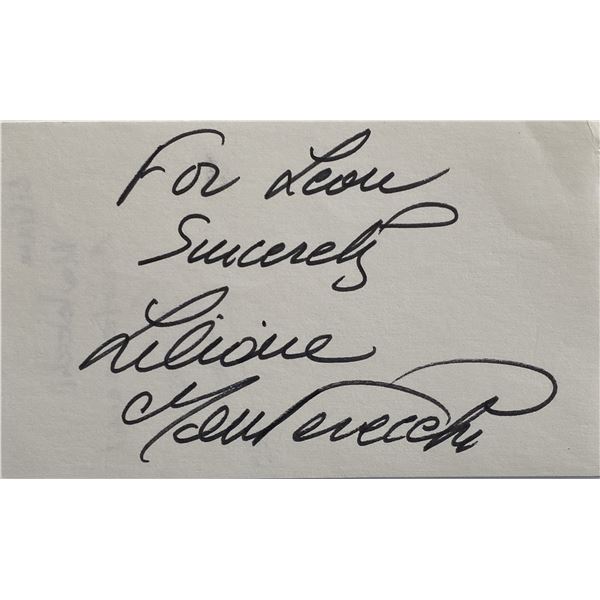 For Leon
Sincerely
Liliane
Montevecchi